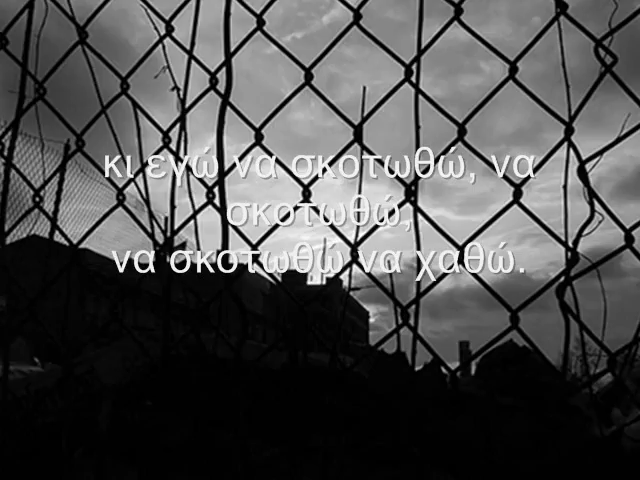 κι εγώ να σκοτωθώ, να
σκοτωθώ,
να σκοτωθώ να χαθώ.